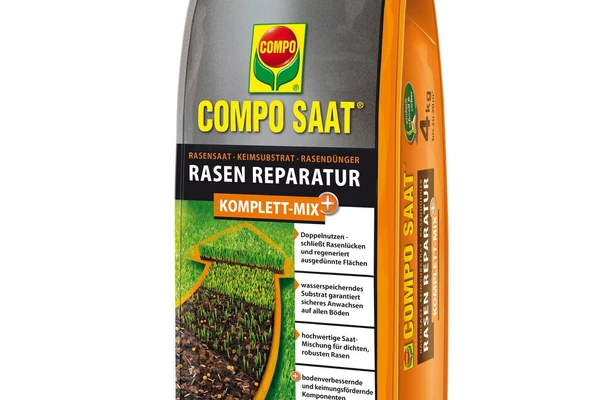 COMPO
COMPO SAAT®
RASENSAAT · KEIMSUBSTRAT · RASENDÜNGER
RASEN REPARATUR
KOMPLETT-MIX+
Doppelnutzen -
schließt Rasenlücken
und regeneriert
ausgedünnte Flächen
wasserspeicherndes
Substrat garantiert
sicheres Anwachsen
auf allen Böden
hochwertige Saat-
Mischung für dichten,
robusten Rasen
bodenverbessernde
und keimungsfördernde
Komponenten
4 kg
COMPO SAAT®
RASEN REPARATUR
KOMPLETT-MIX+